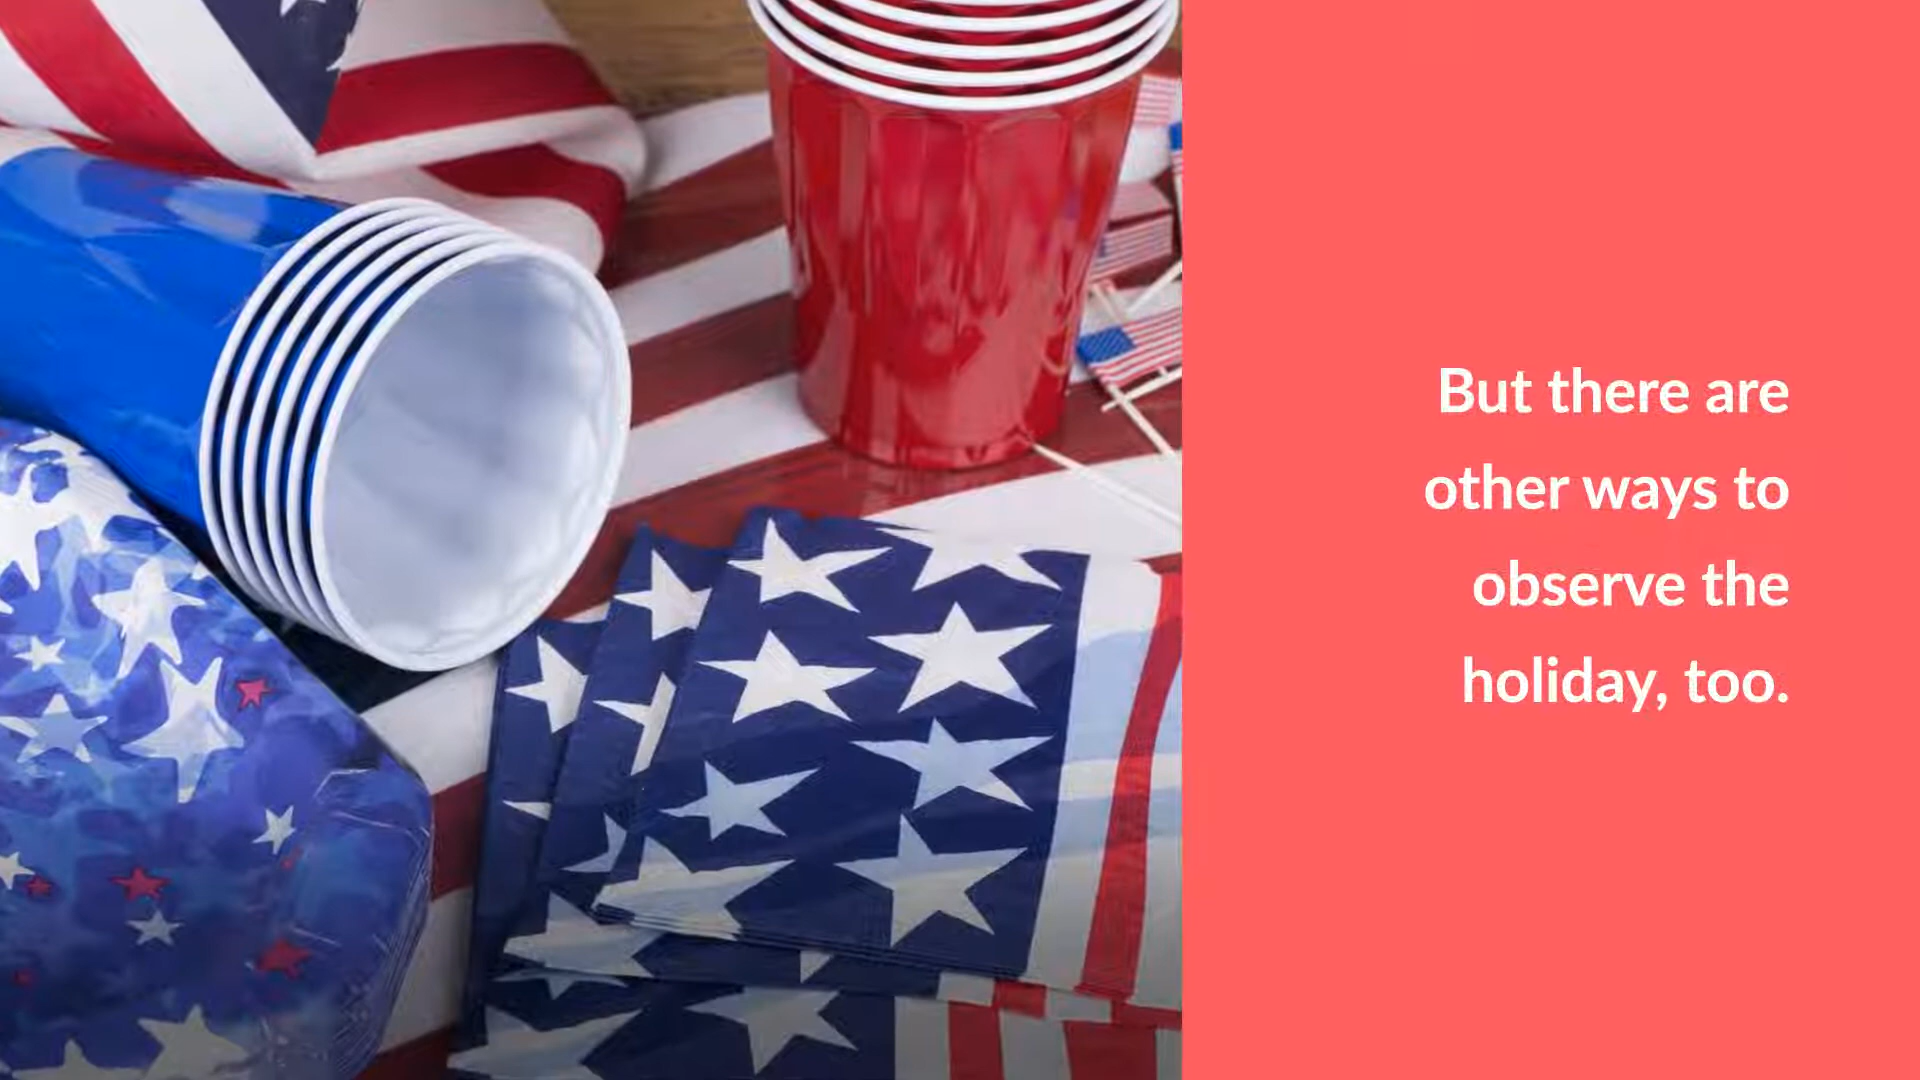 But there are
other ways to
observe the
holiday, too.